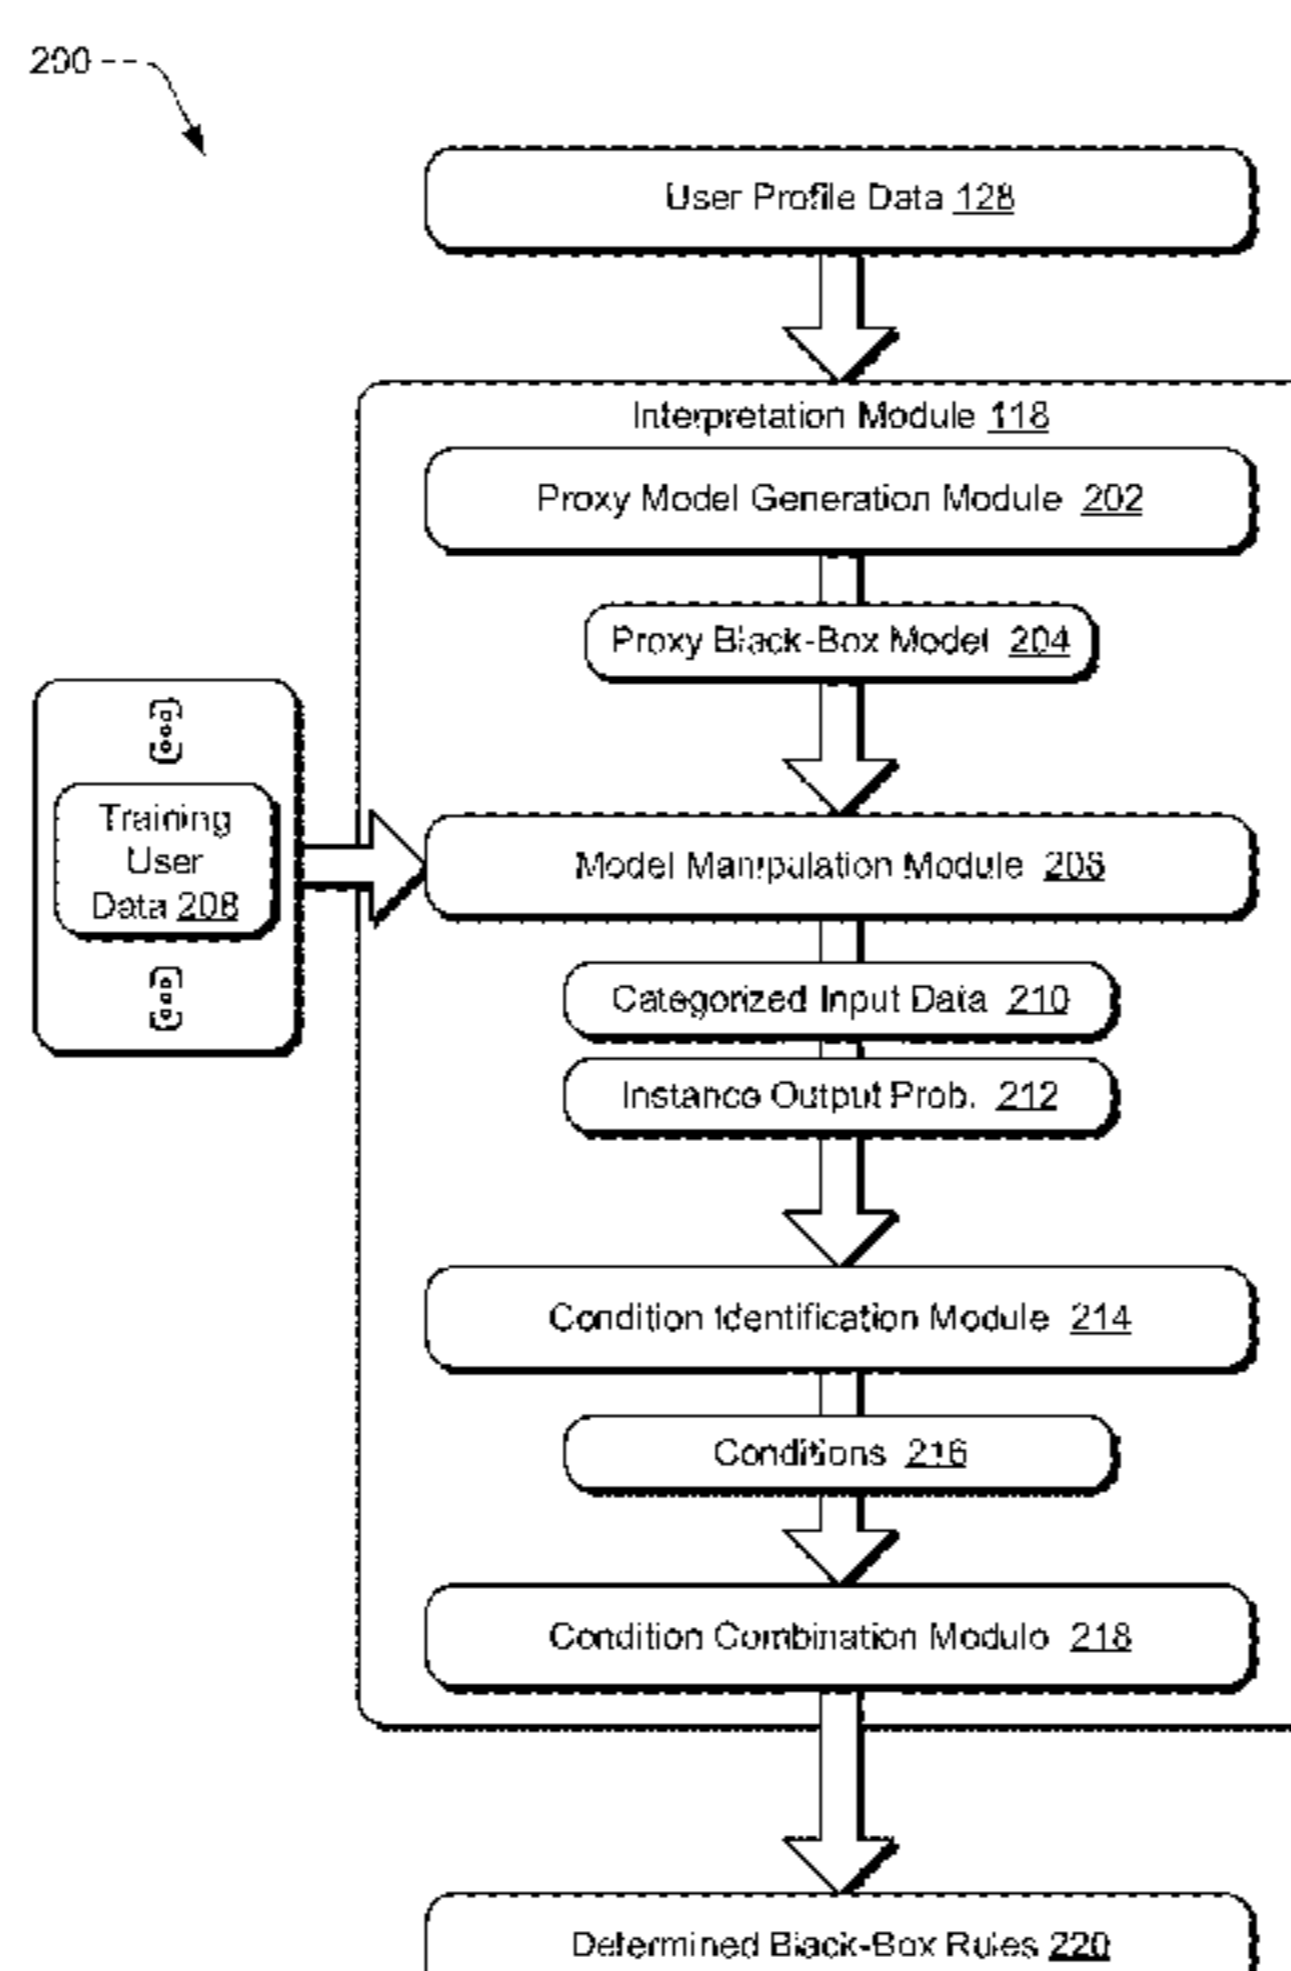 200
User Profile Data 128
Interpretation Module 118
Proxy Model Generation Module 202
Proxy Black-Box Model 204
Training
User
Data 208
Model Manipulation Module 206
Categorized Input Data 210
Instance Output Prob. 212
Condition Identification Module 214
Conditions 216
Condition Combination Module 218
Determined Black-Box Rules 220